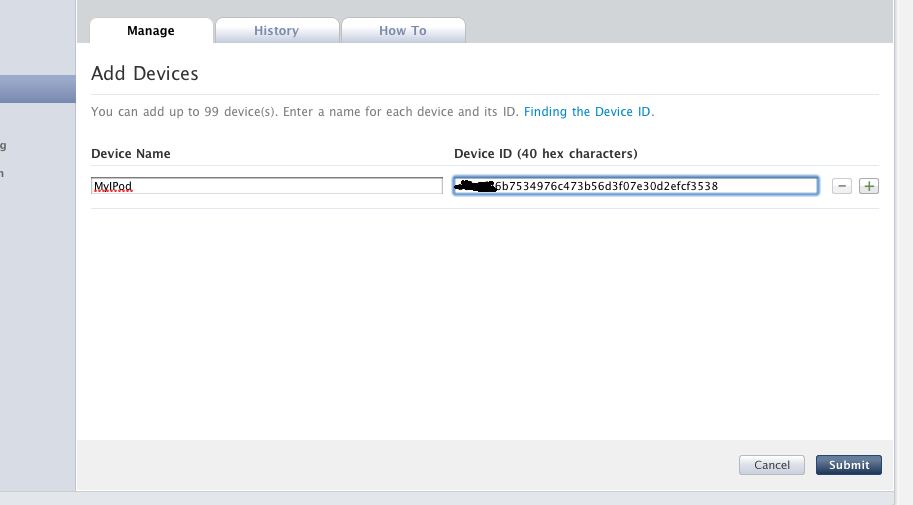 Manage History How To
Add Devices
You can add up to 99 device(s). Enter a name for each device and its ID. Finding the Device ID.
g
Device Name Device ID (40 hex characters)
n
MyIPod 6b7534976c473b56d3f07e30d2efcf3538
Cancel Submit